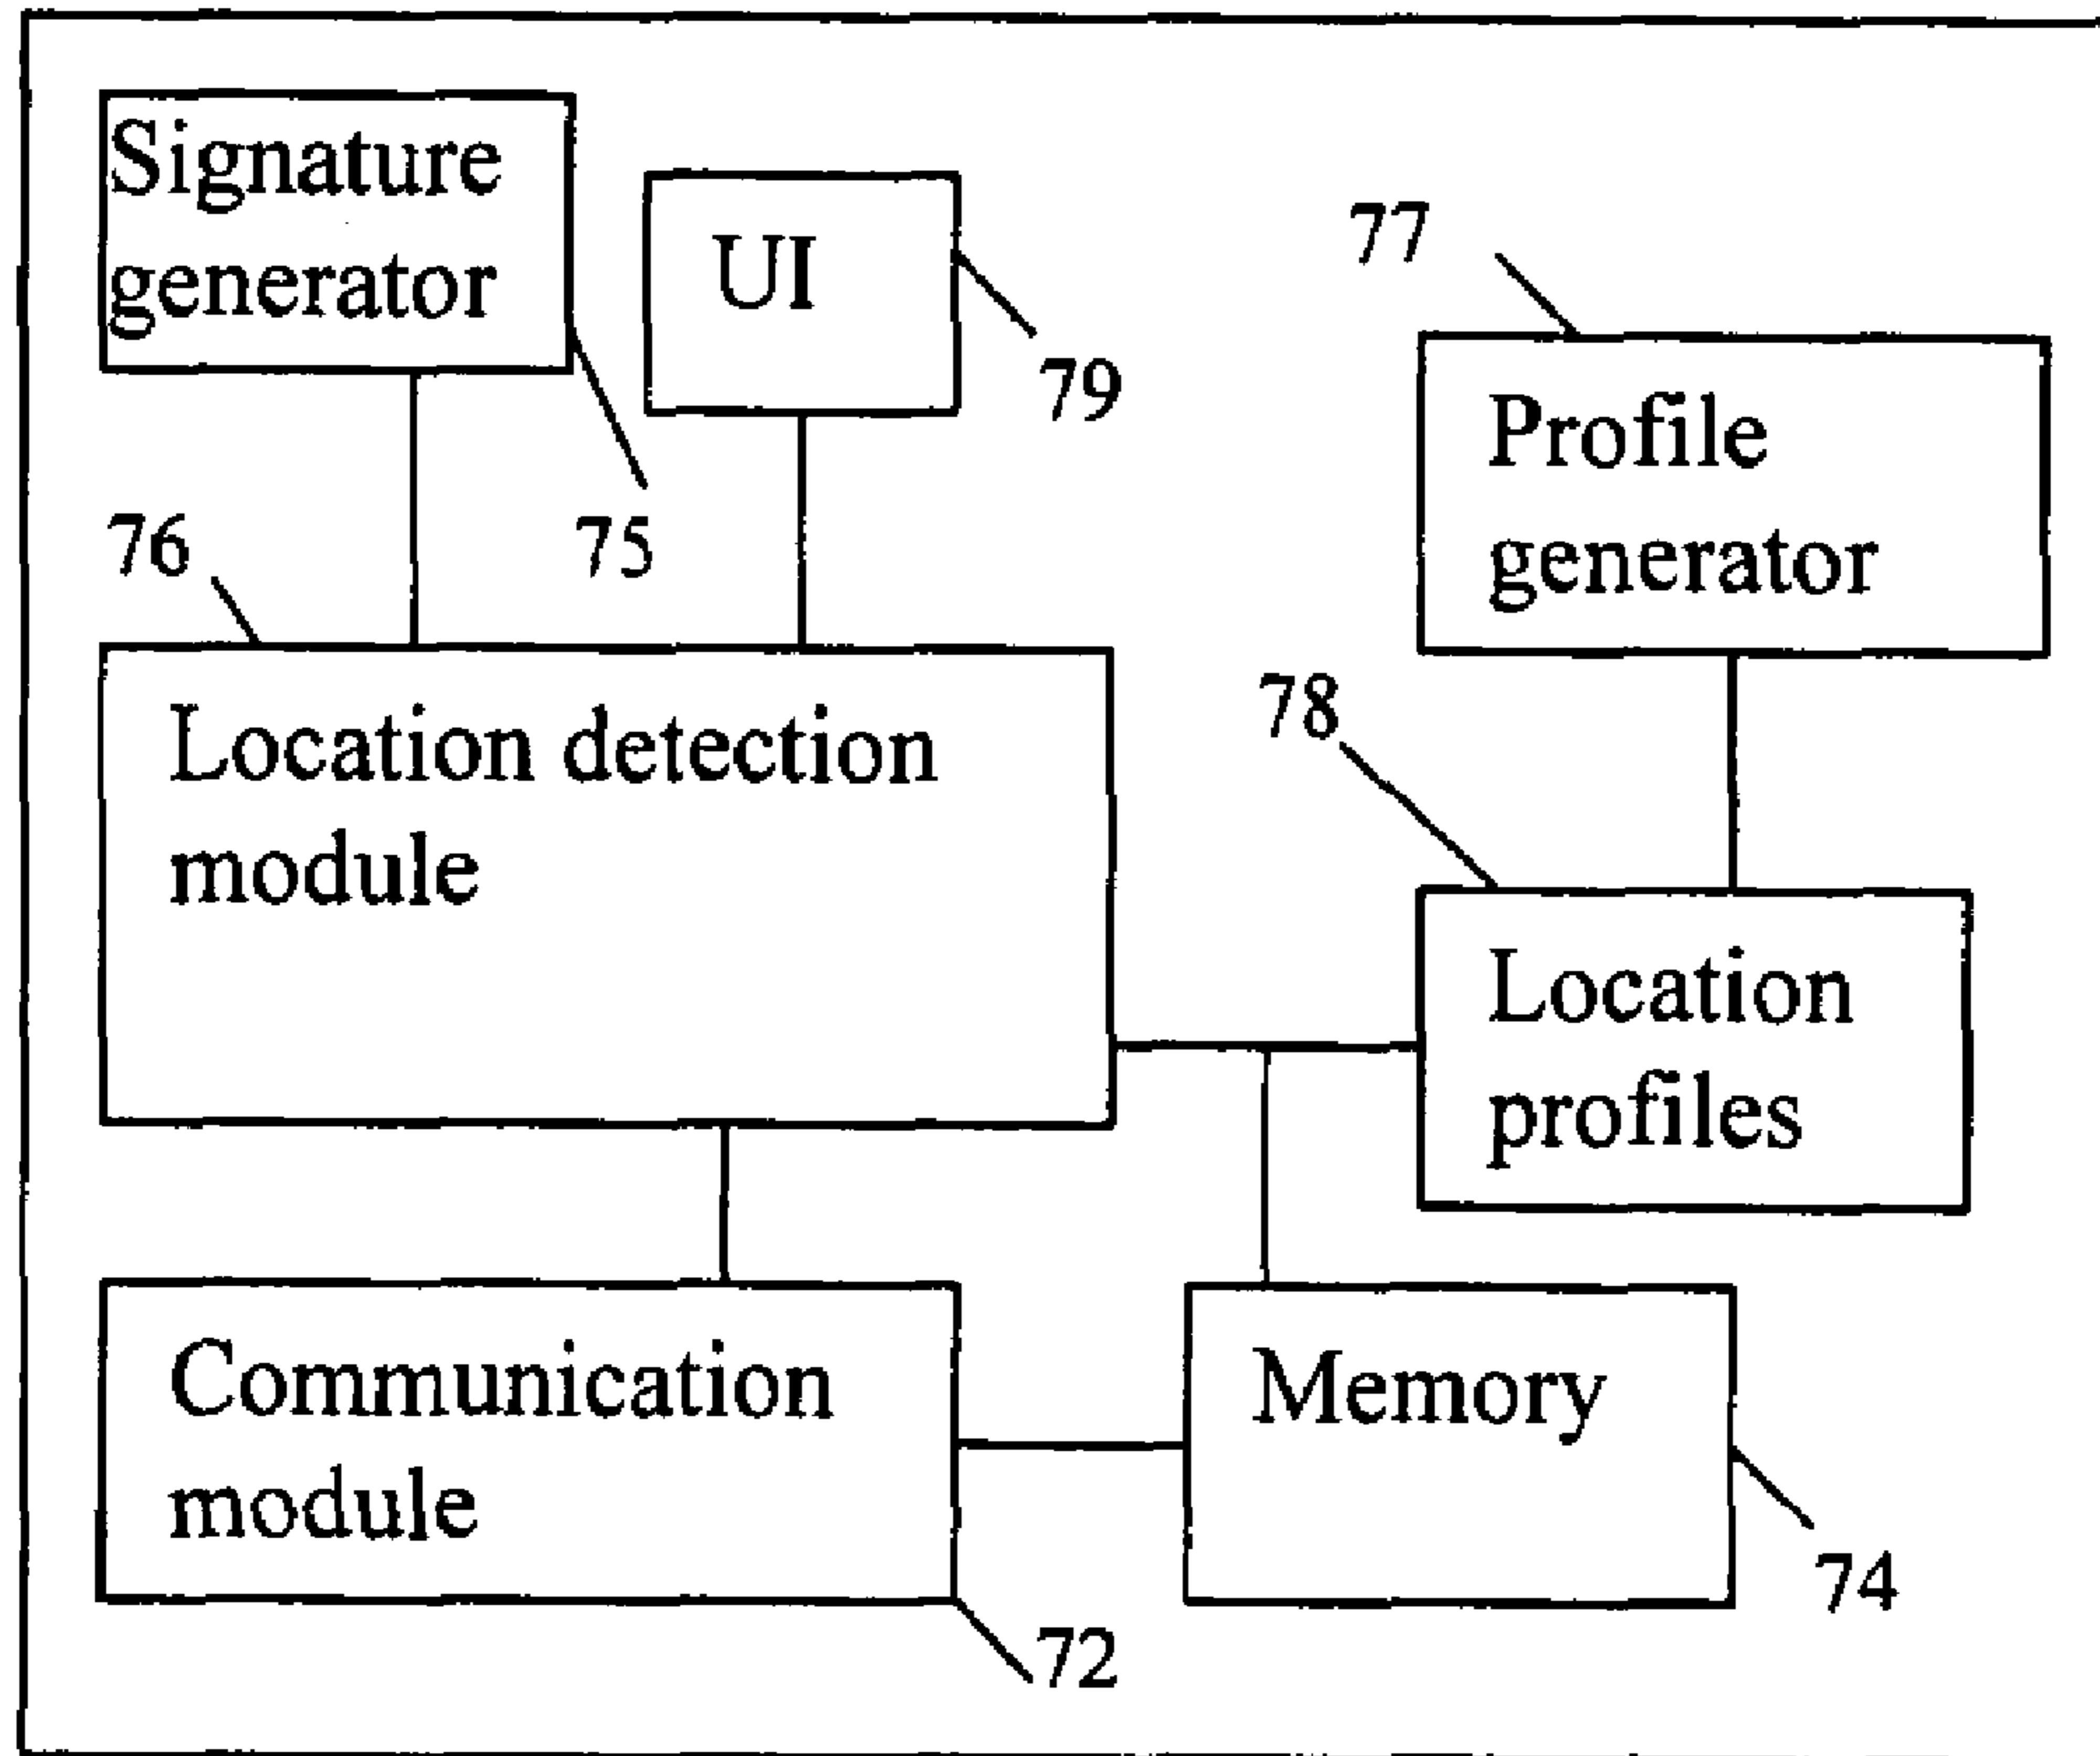 Signature
generator
UI
77
79
Profile
generator
76
75
78
Location detection
module
Location
profiles
Communication
module
Memory
74
72